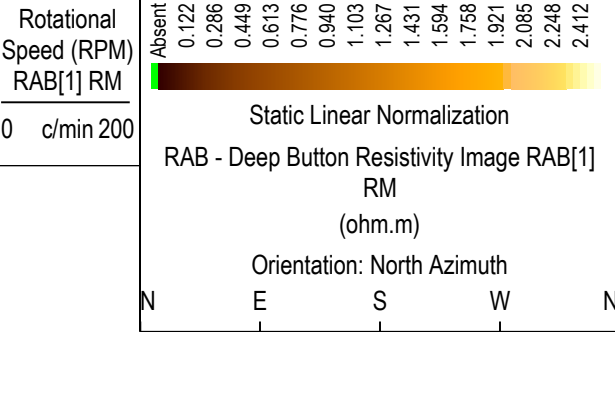 Rotational
Speed (RPM)
RAB[1] RM
0 c/min 200
Absent
0.122
0.286
0.449
0.613
0.776
0.940
1.103
1.267
1.431
1.594
1.758
1.921
2.085
2.248
2.412
Static Linear Normalization
RAB - Deep Button Resistivity Image RAB[1]
RM
(ohm.m)
Orientation: North Azimuth
N E S W N